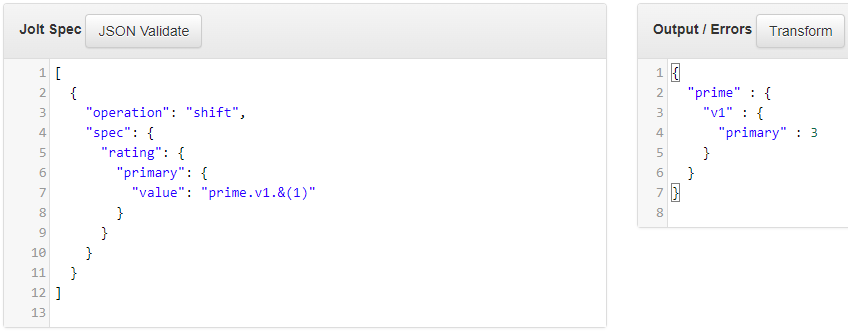 Jolt Spec JSON Validate
1 [
2   {
3     "operation": "shift",
4     "spec": {
5       "rating": {
6         "primary": {
7           "value": "prime.v1.&(1)"
8         }
9       }
10     }
11   }
12 ]
13
Output / Errors Transform
1 {
2   "prime" : {
3     "v1" : {
4       "primary" : 3
5     }
6   }
7 }
8